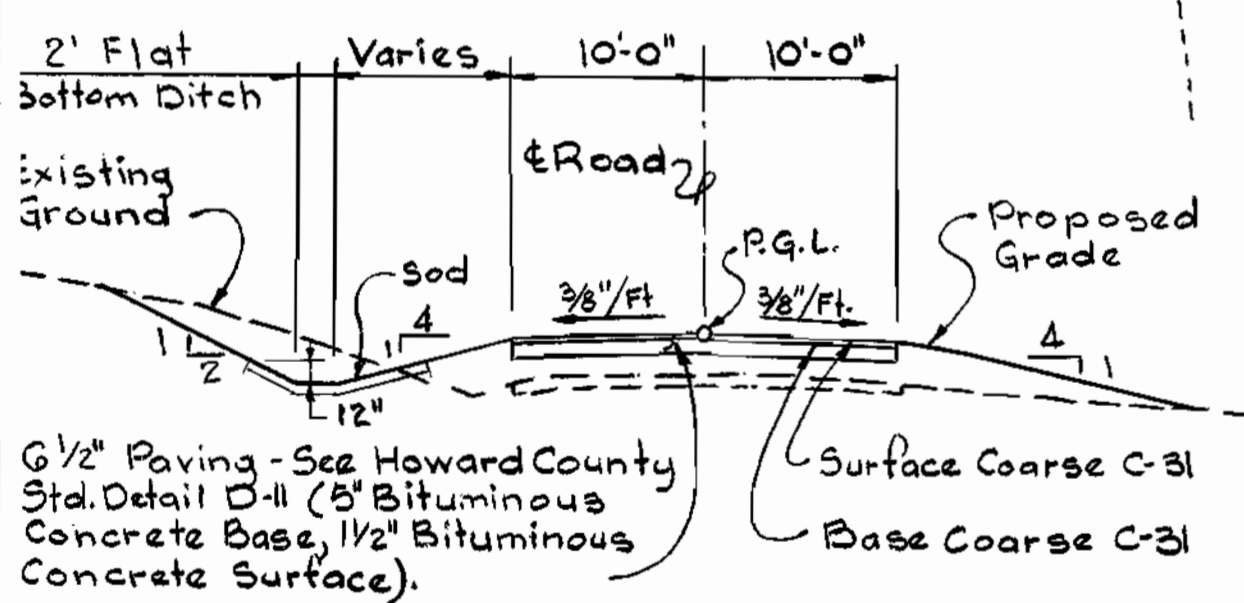 2' Flat
Bottom Ditch
Varies
10'-0"
10'-0"
Existing
Ground
℄ Road
Proposed
Grade
P.G.L.
Sod
3/8"/Ft
3/8"/Ft.
1
2
1
4
4
1
12"
6 1/2" Paving - See Howard County
Std. Detail D-11 (5" Bituminous
Concrete Base, 1 1/2" Bituminous
Concrete Surface).
Surface Coarse C-31
Base Coarse C-31